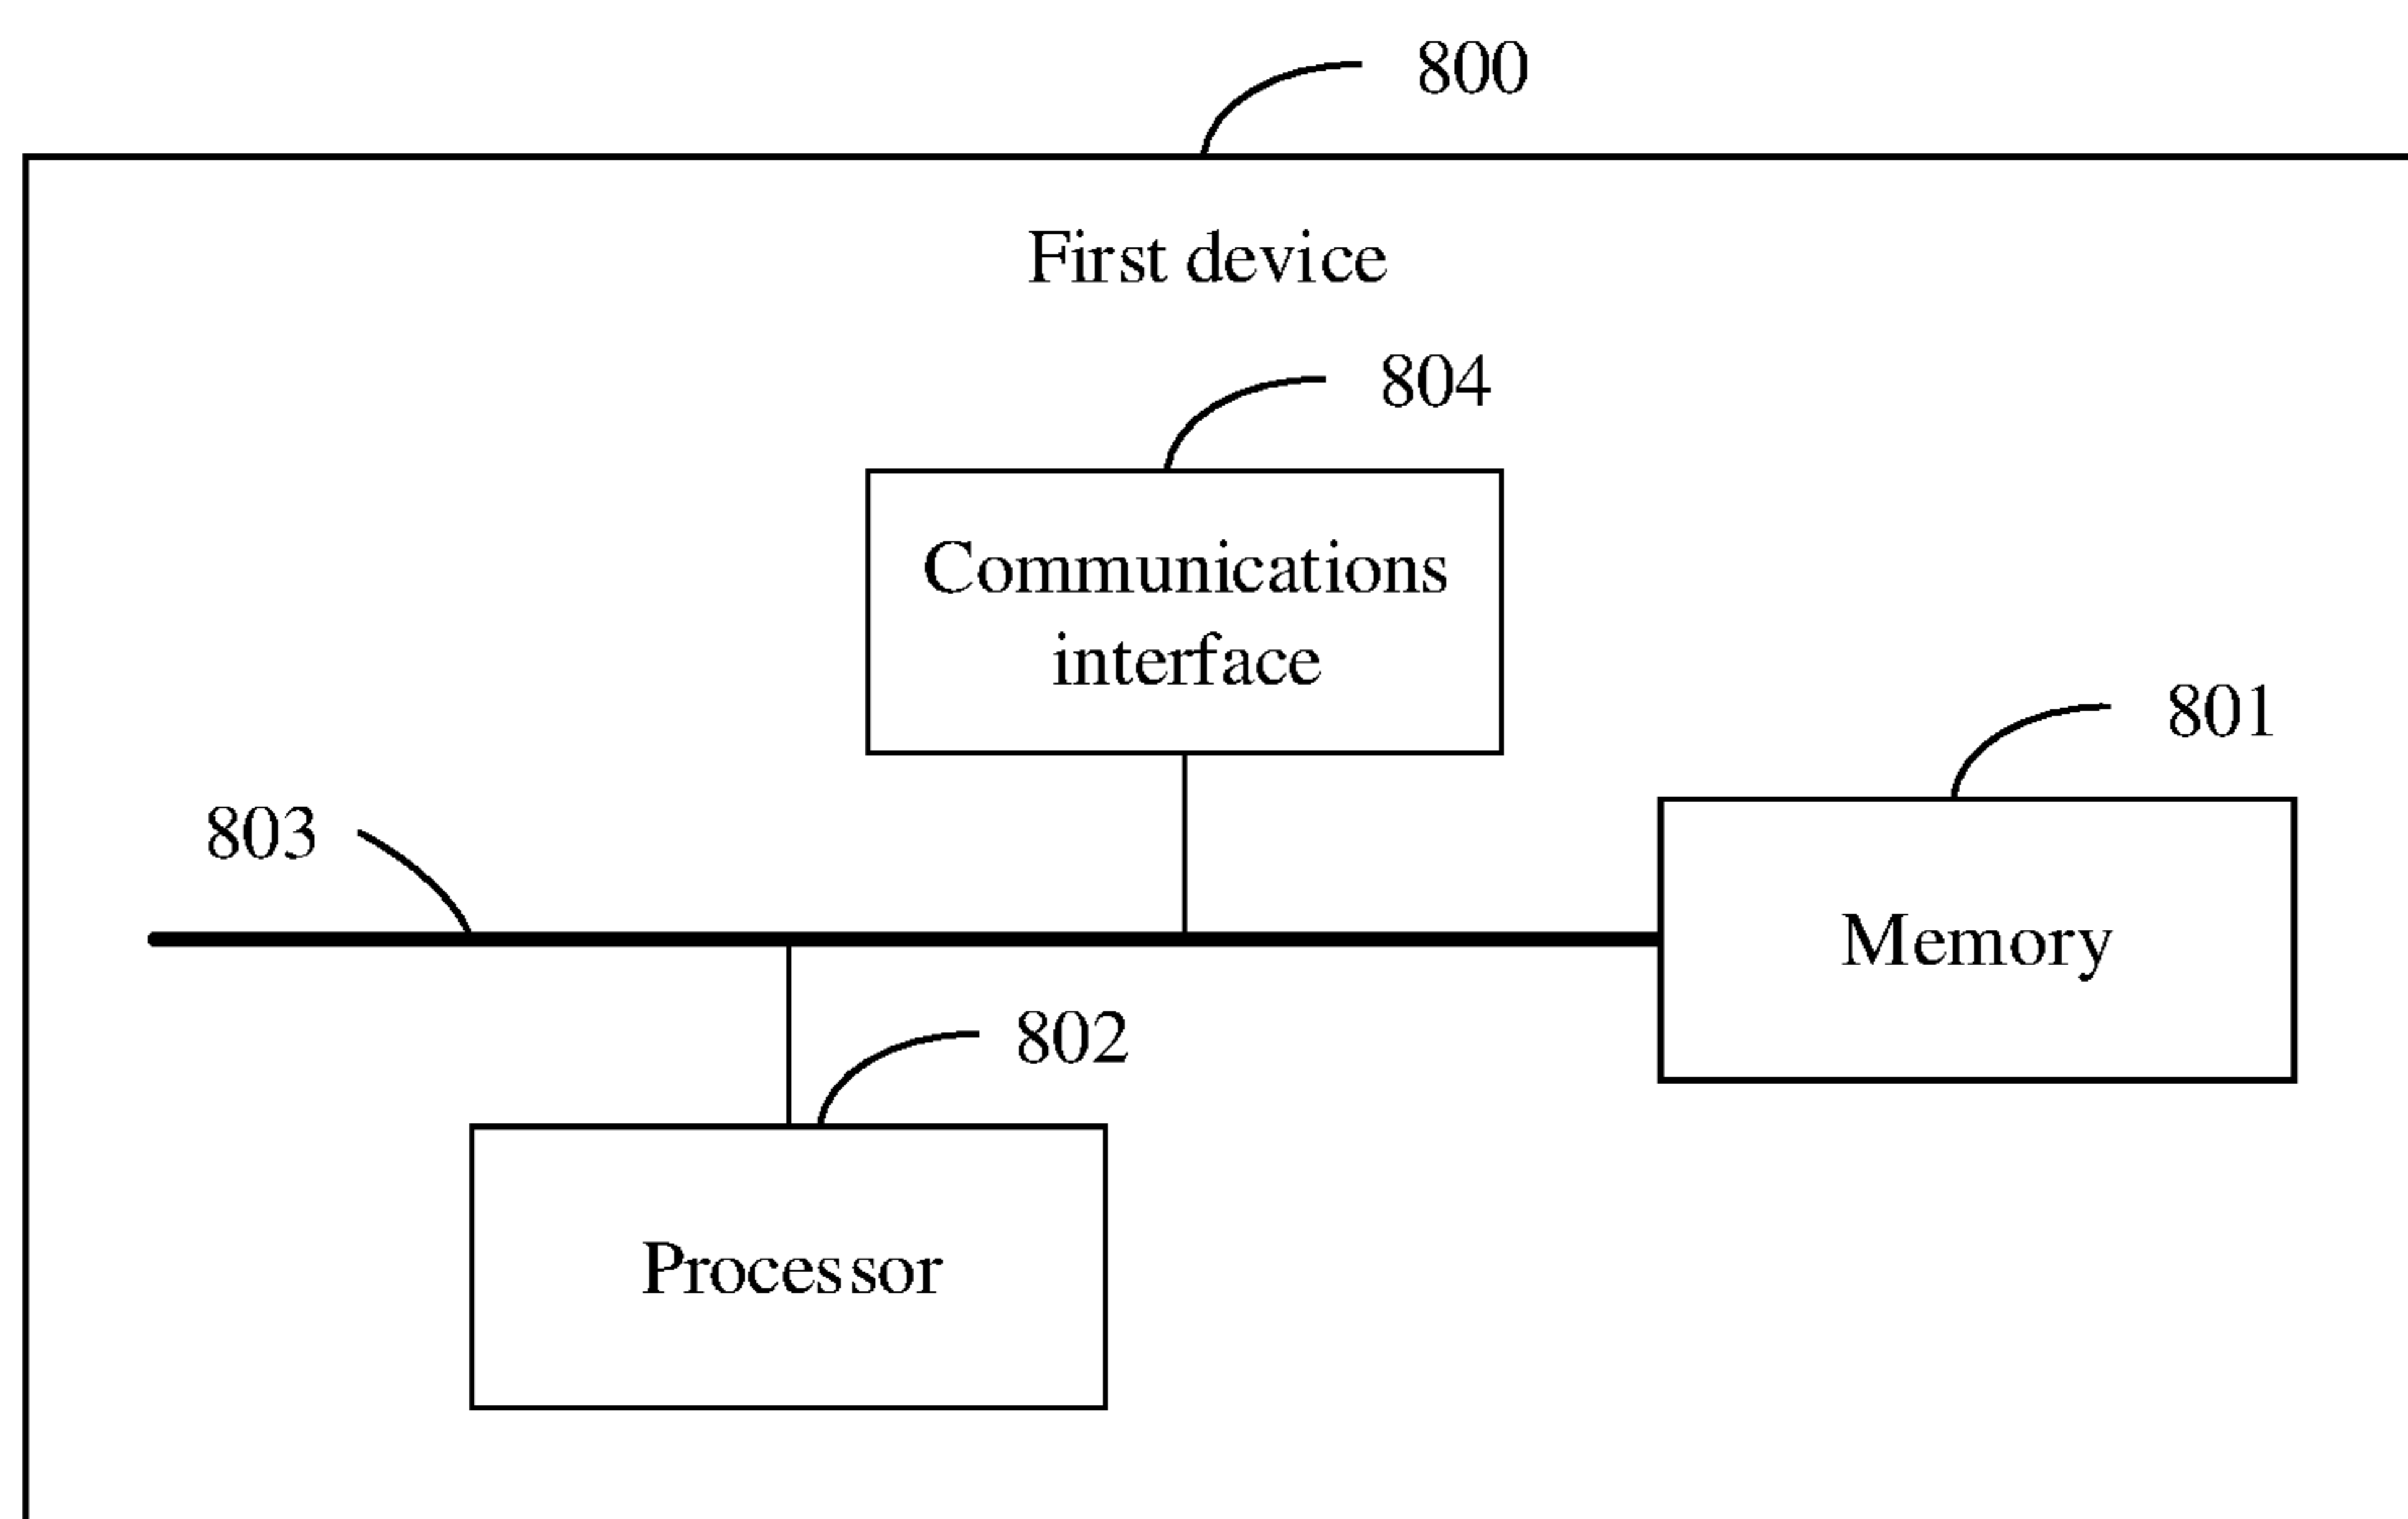 800
First device
804
Communications
interface
801
803
Memory
802
Processor